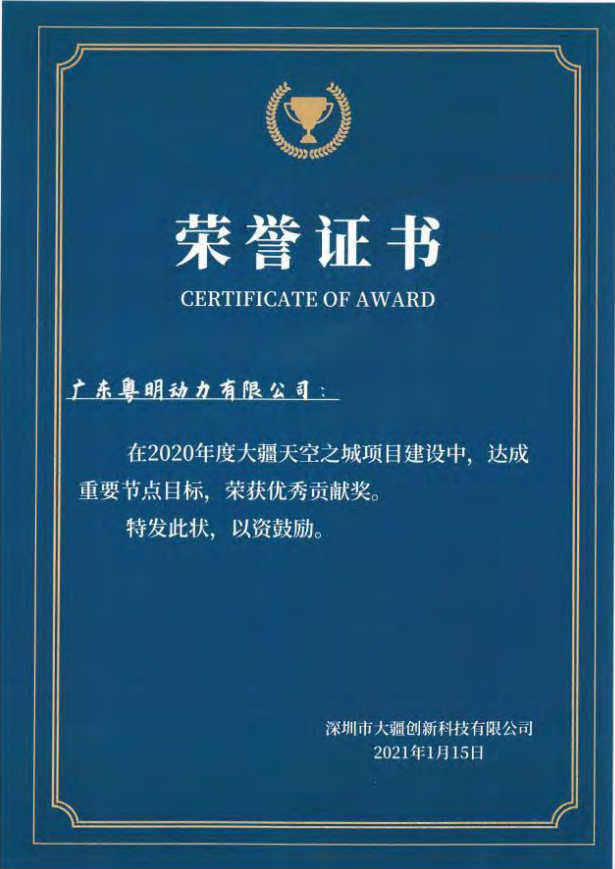 荣誉证书
CERTIFICATE OF AWARD
广东粤明动力有限公司：
在2020年度大疆天空之城项目建设中，达成
重要节点目标，荣获优秀贡献奖。
特发此状，以资鼓励。
深圳市大疆创新科技有限公司
2021年1月15日